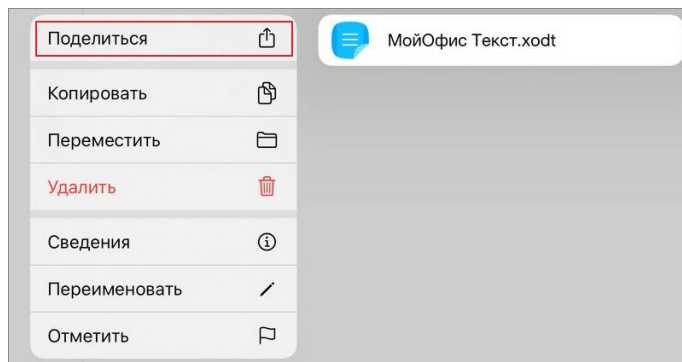 Поделиться
МойОфис Текст.xodt
Копировать
Переместить
Удалить
Сведения
Переименовать
Отметить